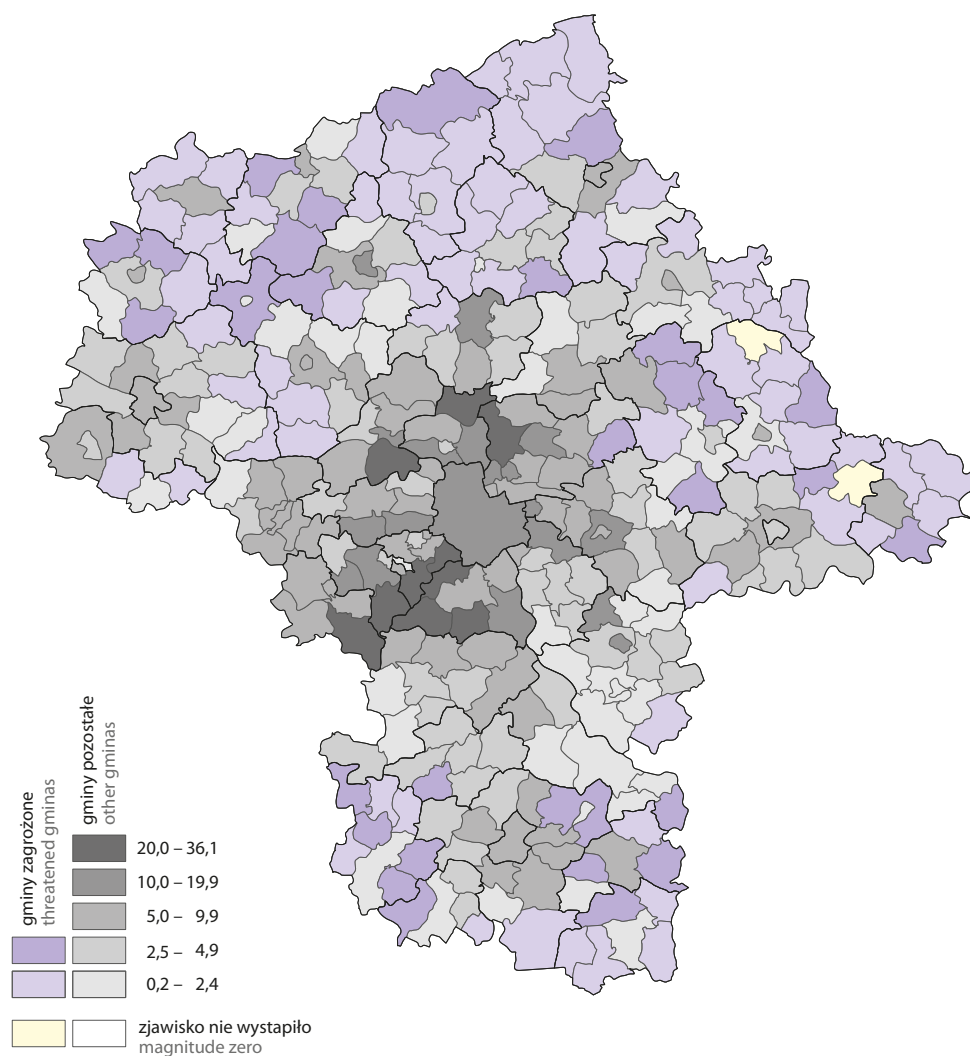 gminy zagrożone
threatened gminas
gminy pozostałe
other gminas
20,0 – 36,1
10,0 – 19,9
5,0 – 9,9
2,5 – 4,9
0,2 – 2,4
zjawisko nie wystapiło
magnitude zero